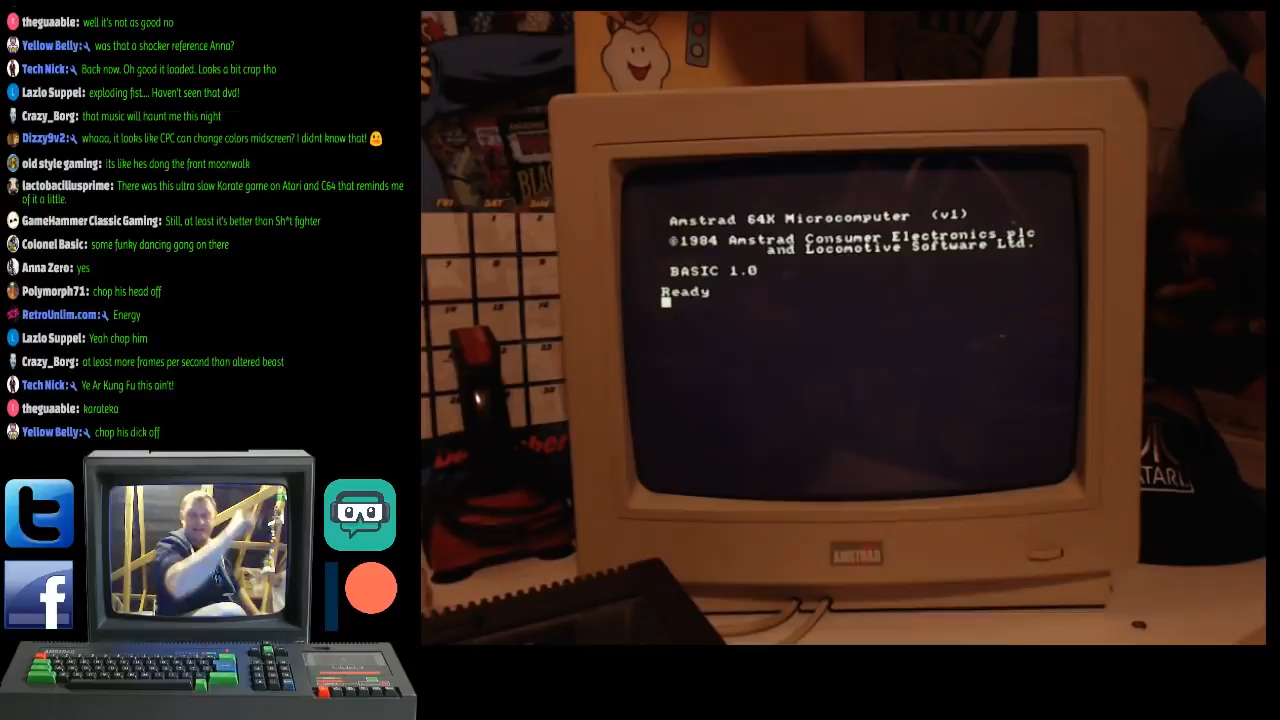 theguaable: well it's not as good no
Yellow Belly: was that a shocker reference Anna?
Tech Nick: Back now. Oh good it loaded. Looks a bit crap tho
Lazlo Suppel: exploding fist.... Haven't seen that dvd!
Crazy_Borg: that music will haunt me this night
Dizzy9v2: whaaa, it looks like CPC can change colors midscreen? I didnt know that!
old style gaming: its like hes dong the front moonwalk
lactobacillusprime: There was this ultra slow Karate game on Atari and C64 that reminds me
of it a little.
GameHammer Classic Gaming: Still, at least it's better than Sh*t fighter
Colonel Basic: some funky dancing gong on there
Anna Zero: yes
Polymorph71: chop his head off
RetroUnlim.com: Energy
Lazlo Suppel: Yeah chop him
Crazy_Borg: at least more frames per second than altered beast
Tech Nick: Ye Ar Kung Fu this ain't!
theguaable: karateka
Yellow Belly: chop his dick off
Amstrad 64K Microcomputer (v1)
©1984 Amstrad Consumer Electronics plc
and Locomotive Software Ltd.
BASIC 1.0
Ready
AMSTRAD
ATARI
SAT